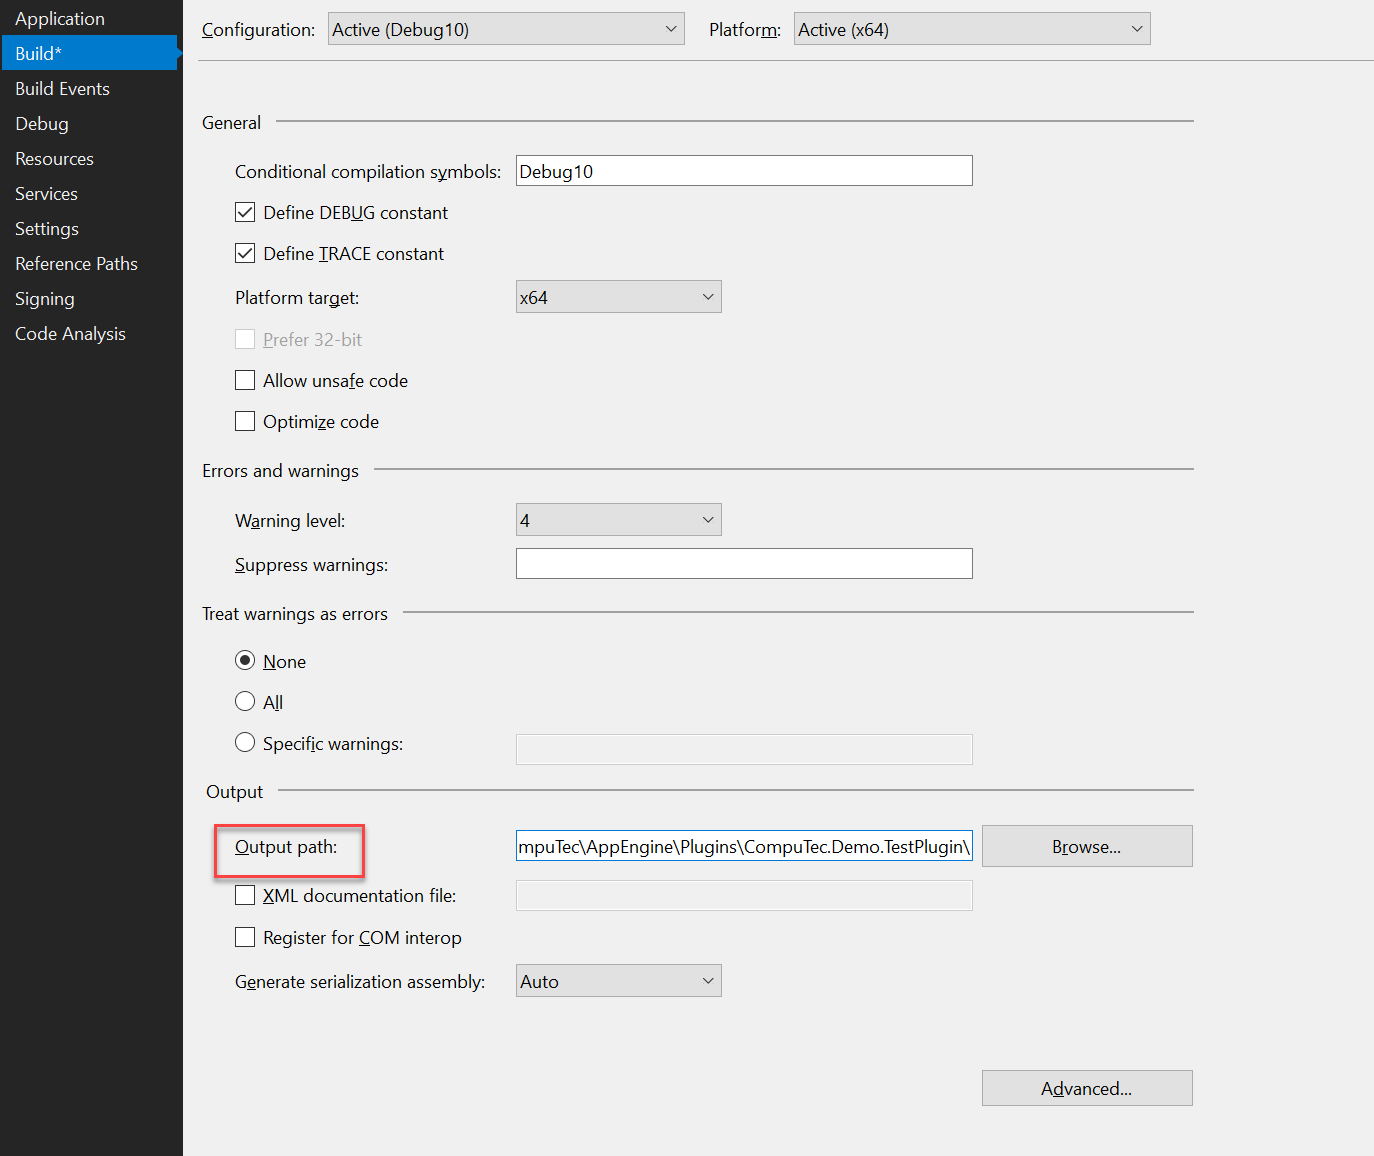 Application
Build*
Build Events
Debug
Resources
Services
Settings
Reference Paths
Signing
Code Analysis
Configuration: Active (Debug10) Platform: Active (x64)
General
Conditional compilation symbols: Debug10
Define DEBUG constant
Define TRACE constant
Platform target: x64
Prefer 32-bit
Allow unsafe code
Optimize code
Errors and warnings
Warning level: 4
Suppress warnings:
Treat warnings as errors
None
All
Specific warnings:
Output
Output path: mpuTec\AppEngine\Plugins\CompuTec.Demo.TestPlugin\ Browse...
XML documentation file:
Register for COM interop
Generate serialization assembly: Auto
Advanced...